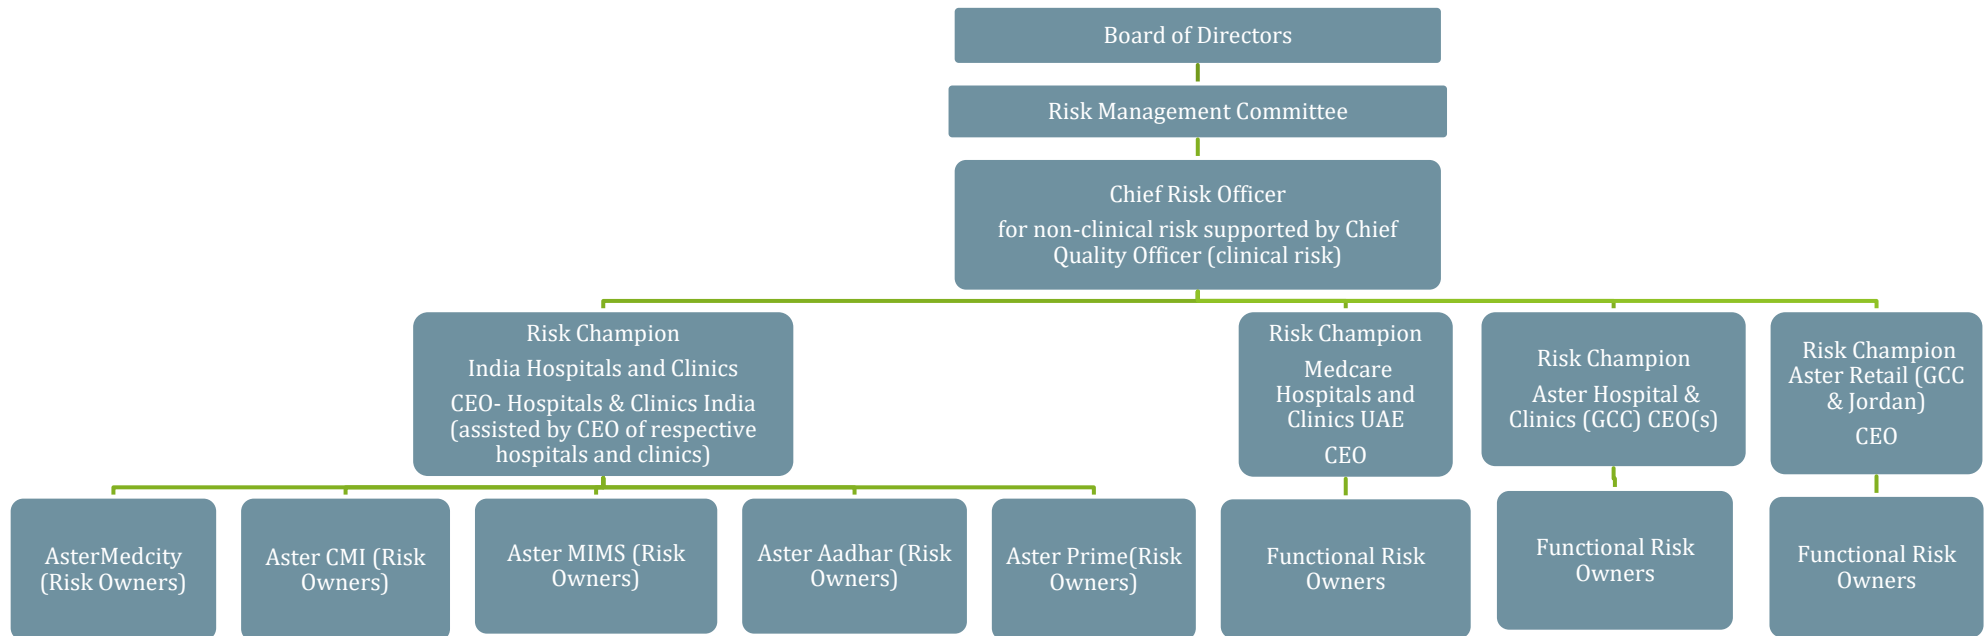 Board of Directors
Risk Management Committee
Chief Risk Officer
for non-clinical risk supported by Chief
Quality Officer (clinical risk)
Risk Champion
India Hospitals and Clinics
CEO- Hospitals & Clinics India
(assisted by CEO of respective
hospitals and clinics)
Risk Champion
Medcare
Hospitals and
Clinics UAE
CEO
Risk Champion
Aster Hospital &
Clinics (GCC) CEO(s)
Risk Champion
Aster Retail (GCC
& Jordan)
CEO
AsterMedcity
(Risk Owners)
Aster CMI (Risk
Owners)
Aster MIMS (Risk
Owners)
Aster Aadhar (Risk
Owners)
Aster Prime(Risk
Owners)
Functional Risk
Owners
Functional Risk
Owners
Functional Risk
Owners